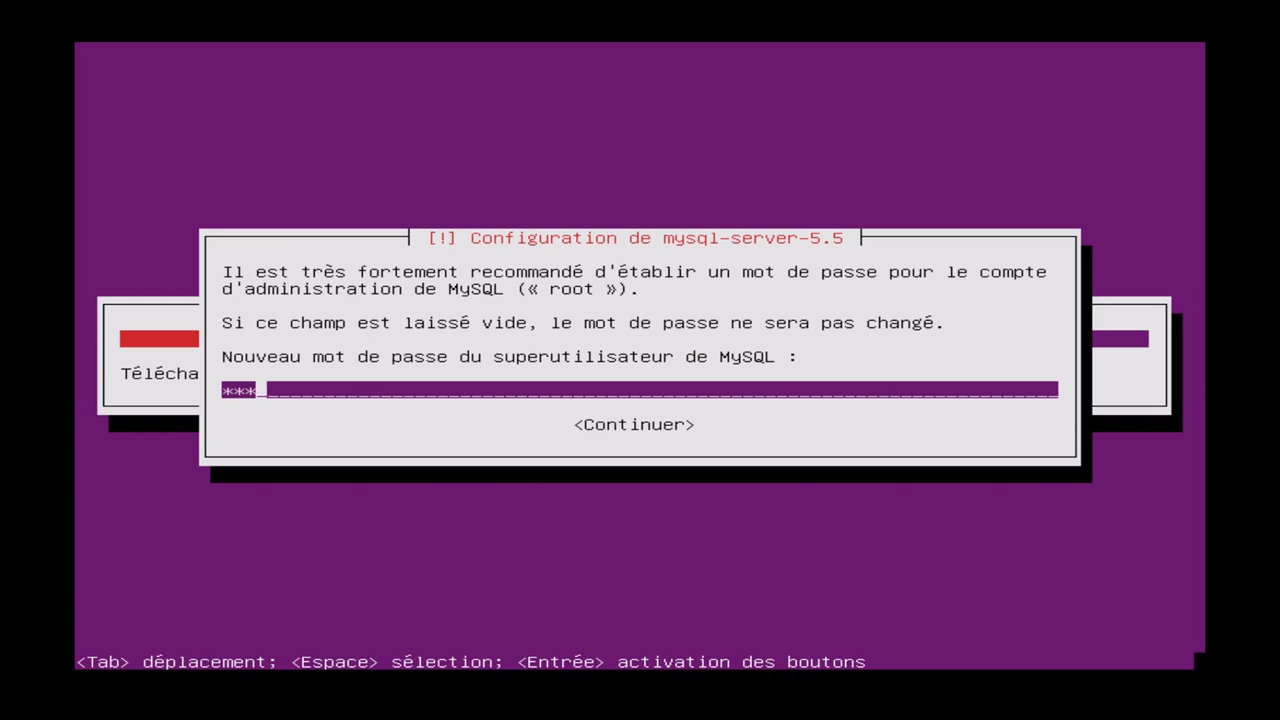 [!] Configuration de mysql-server-5.5
Il est très fortement recommandé d'établir un mot de passe pour le compte
d'administration de MySQL (« root »).
Si ce champ est laissé vide, le mot de passe ne sera pas changé.
Nouveau mot de passe du superutilisateur de MySQL :
Télécha
***
<Continuer>
<Tab> déplacement; <Espace> sélection; <Entrée> activation des boutons